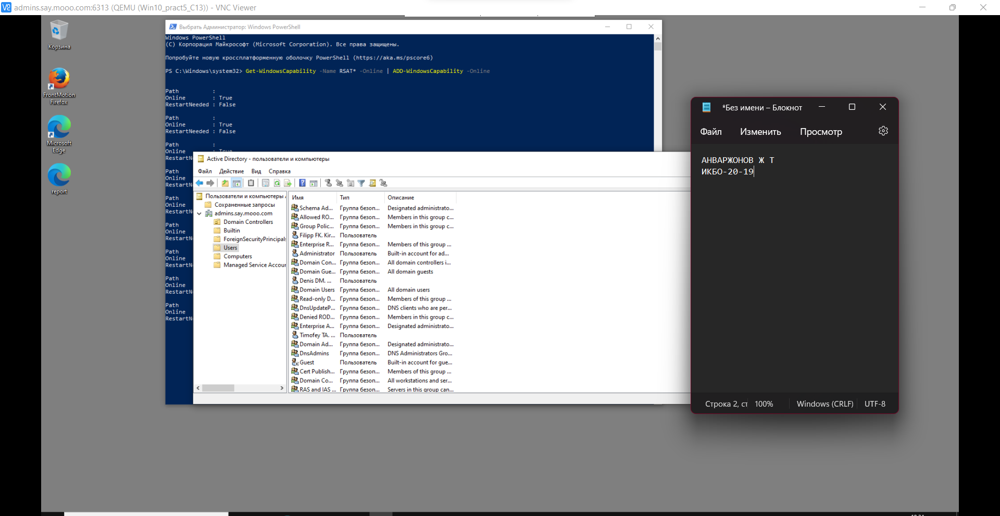 admins.say.mooo.com:6313 (QEMU (Win10_pract5_C13)) - VNC Viewer
Корзина
FrontMotion
Firefox
Microsoft
Edge
report
Выбрать Администратор: Windows PowerShell
Windows PowerShell
(C) Корпорация Майкрософт (Microsoft Corporation). Все права защищены.
Попробуйте новую кроссплатформенную оболочку PowerShell (https://aka.ms/pscore6)
PS C:\Windows\system32> Get-WindowsCapability -Name RSAT* -Online | ADD-WindowsCapability -Online
Path :
Online : True
RestartNeeded : False
Path :
Online : True
RestartNeeded : False
Path :
Online : True
RestartN
Path
Online
RestartN
Path
Online
RestartN
Path
Online
RestartN
Path
Online
RestartN
Path
Online
RestartN
Path
Online
RestartN
Active Directory - пользователи и компьютеры
Файл Действие Вид Справка
Пользователи и компьютеры
Сохраненные запросы
admins.say.mooo.com
Domain Controllers
Builtin
ForeignSecurityPrincipals
Users
Computers
Managed Service Accour
Имя Тип Описание
Schema Ad... Группа безоп... Designated administrato...
Allowed RO... Группа безоп... Members in this group c...
Group Polic... Группа безоп... Members in this group c...
Filipp FK. Kir... Пользователь
Enterprise R... Группа безоп... Members of this group ...
Administrator Пользователь Built-in account for ad...
Domain Con... Группа безоп... All domain controllers i...
Domain Gue... Группа безоп... All domain guests
Denis DM. ... Пользователь
Domain Users Группа безоп... All domain users
Read-only D... Группа безоп... Members of this group ...
DnsUpdateP... Группа безоп... DNS clients who are per...
Denied ROD... Группа безоп... Members in this group c...
Enterprise A... Группа безоп... Designated administrato...
Timofey TA. ... Пользователь
Domain Ad... Группа безоп... Designated administrato...
DnsAdmins Группа безоп... DNS Administrators Gro...
Guest Пользователь Built-in account for gue...
Cert Publish... Группа безоп... Members of this group ...
Domain Co... Группа безоп... All workstations and ser...
RAS and IAS ... Группа безоп... Servers in this group can...
*Без имени – Блокнот
Файл Изменить Просмотр
АНВАРЖОНОВ Ж Т
ИКБО-20-19
Строка 2, ст 100% Windows (CRLF) UTF-8